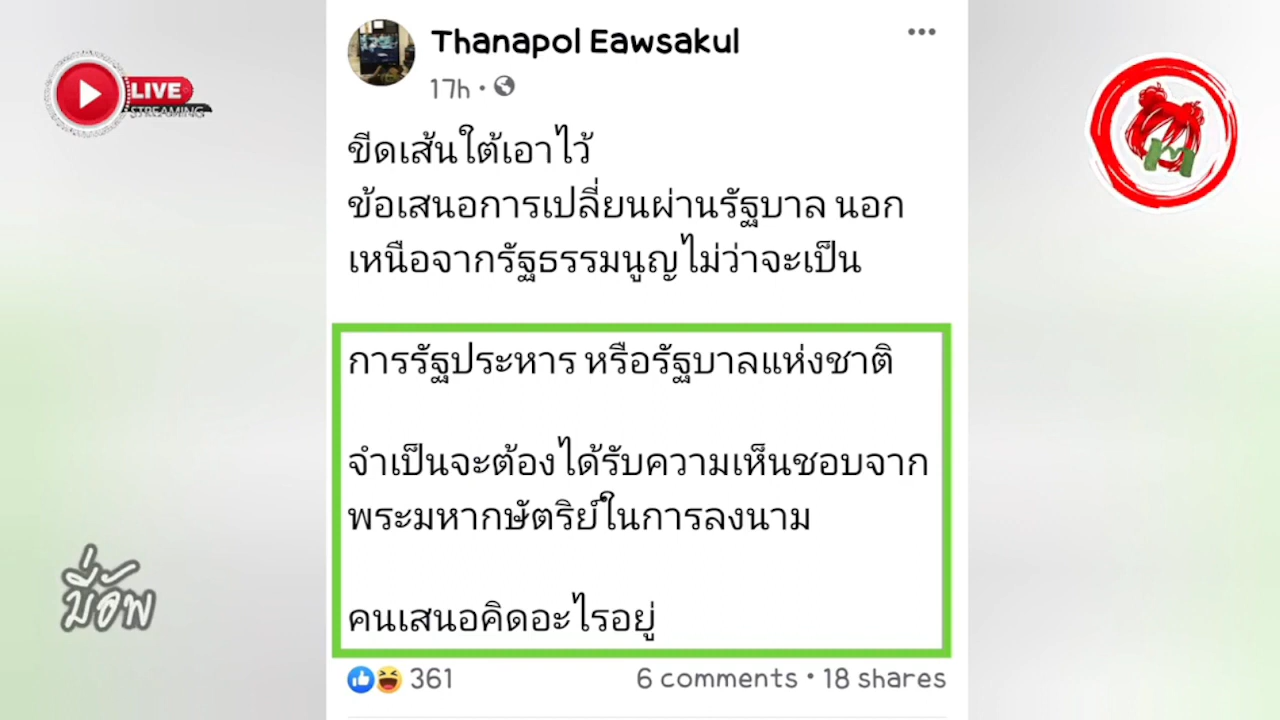 Thanapol Eawsakul
17h
LIVE
STREAMING
ขีดเส้นใต้เอาไว้
ข้อเสนอการเปลี่ยนผ่านรัฐบาล นอก
เหนือจากรัฐธรรมนูญไม่ว่าจะเป็น
การรัฐประหาร หรือรัฐบาลแห่งชาติ
จำเป็นจะต้องได้รับความเห็นชอบจาก
พระมหากษัตริย์ในการลงนาม
คนเสนอคิดอะไรอยู่
มี่อัพ
361 6 comments • 18 shares